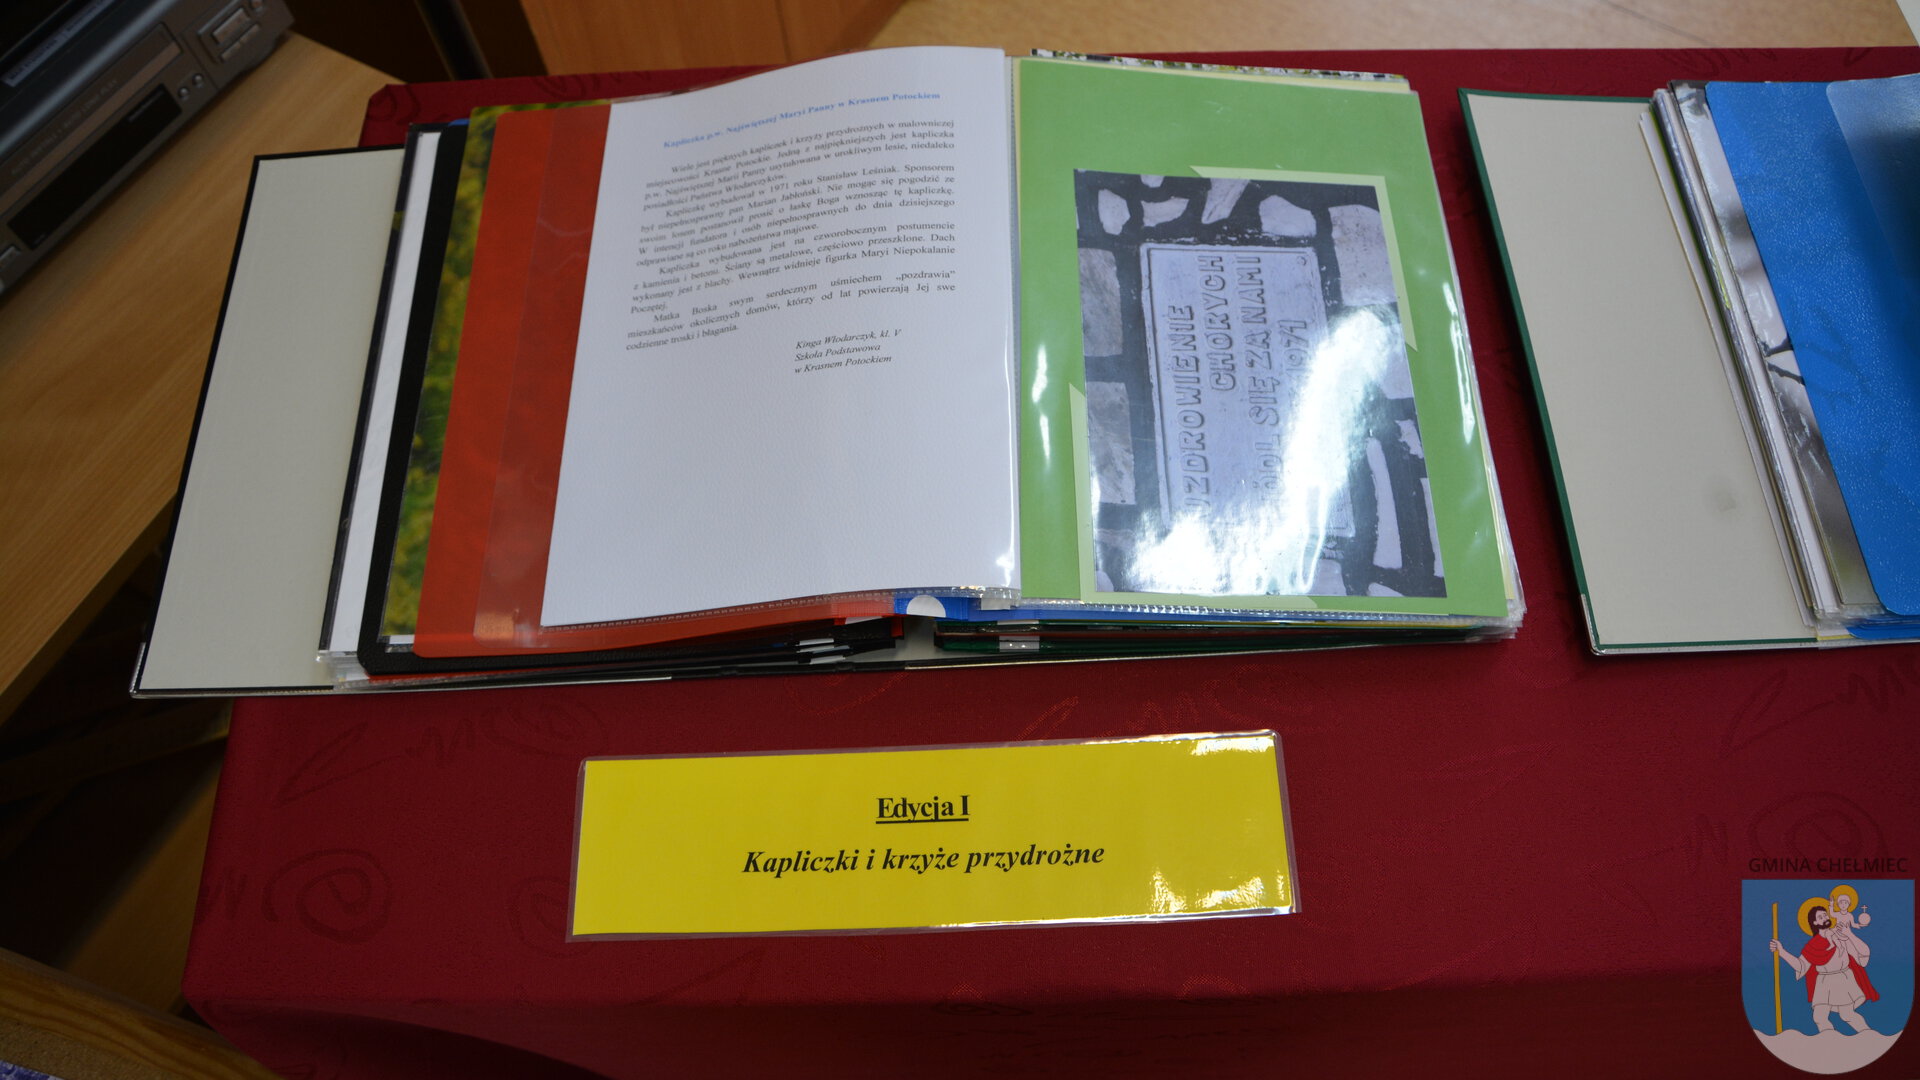 Kapliczka p.w. Najświętszej Maryi Panny w Krasnem Potockiem
Wiele jest pięknych kapliczek i krzyży przydrożnych w malowniczej
miejscowości Krasne Potockie. Jedną z najpiękniejszych jest kapliczka
p.w. Najświętszej Marii Panny usytuowana w urokliwym lesie, niedaleko
posiadłości Państwa Włodarczyków.
Kapliczkę wybudował w 1971 roku Stanisław Leśniak. Sponsorem
był niepełnosprawny pan Marian Jabłoński. Nie mogąc się pogodzić ze
swoim losem postanowił prosić o łaskę Boga wznosząc tę kapliczkę.
W intencji fundatora i osób niepełnosprawnych do dnia dzisiejszego
odprawiane są co roku nabożeństwa majowe.
Kapliczka wybudowana jest na czworobocznym postumencie
z kamienia i betonu. Ściany są metalowe, częściowo przeszklone. Dach
wykonany jest z blachy. Wewnątrz widnieje figurka Maryi Niepokalanie
Poczętej.
Matka Boska swym serdecznym uśmiechem „pozdrawia”
mieszkańców okolicznych domów, którzy od lat powierzają Jej swe
codzienne troski i błagania.
Kinga Włodarczyk, kl. V
Szkoła Podstawowa
w Krasnem Potockiem
UZDROWIENIE
CHORYCH
SIĘ ZA NAMI
1971
Edycja I
Kapliczki i krzyże przydrożne
GMINA CHEŁMIEC